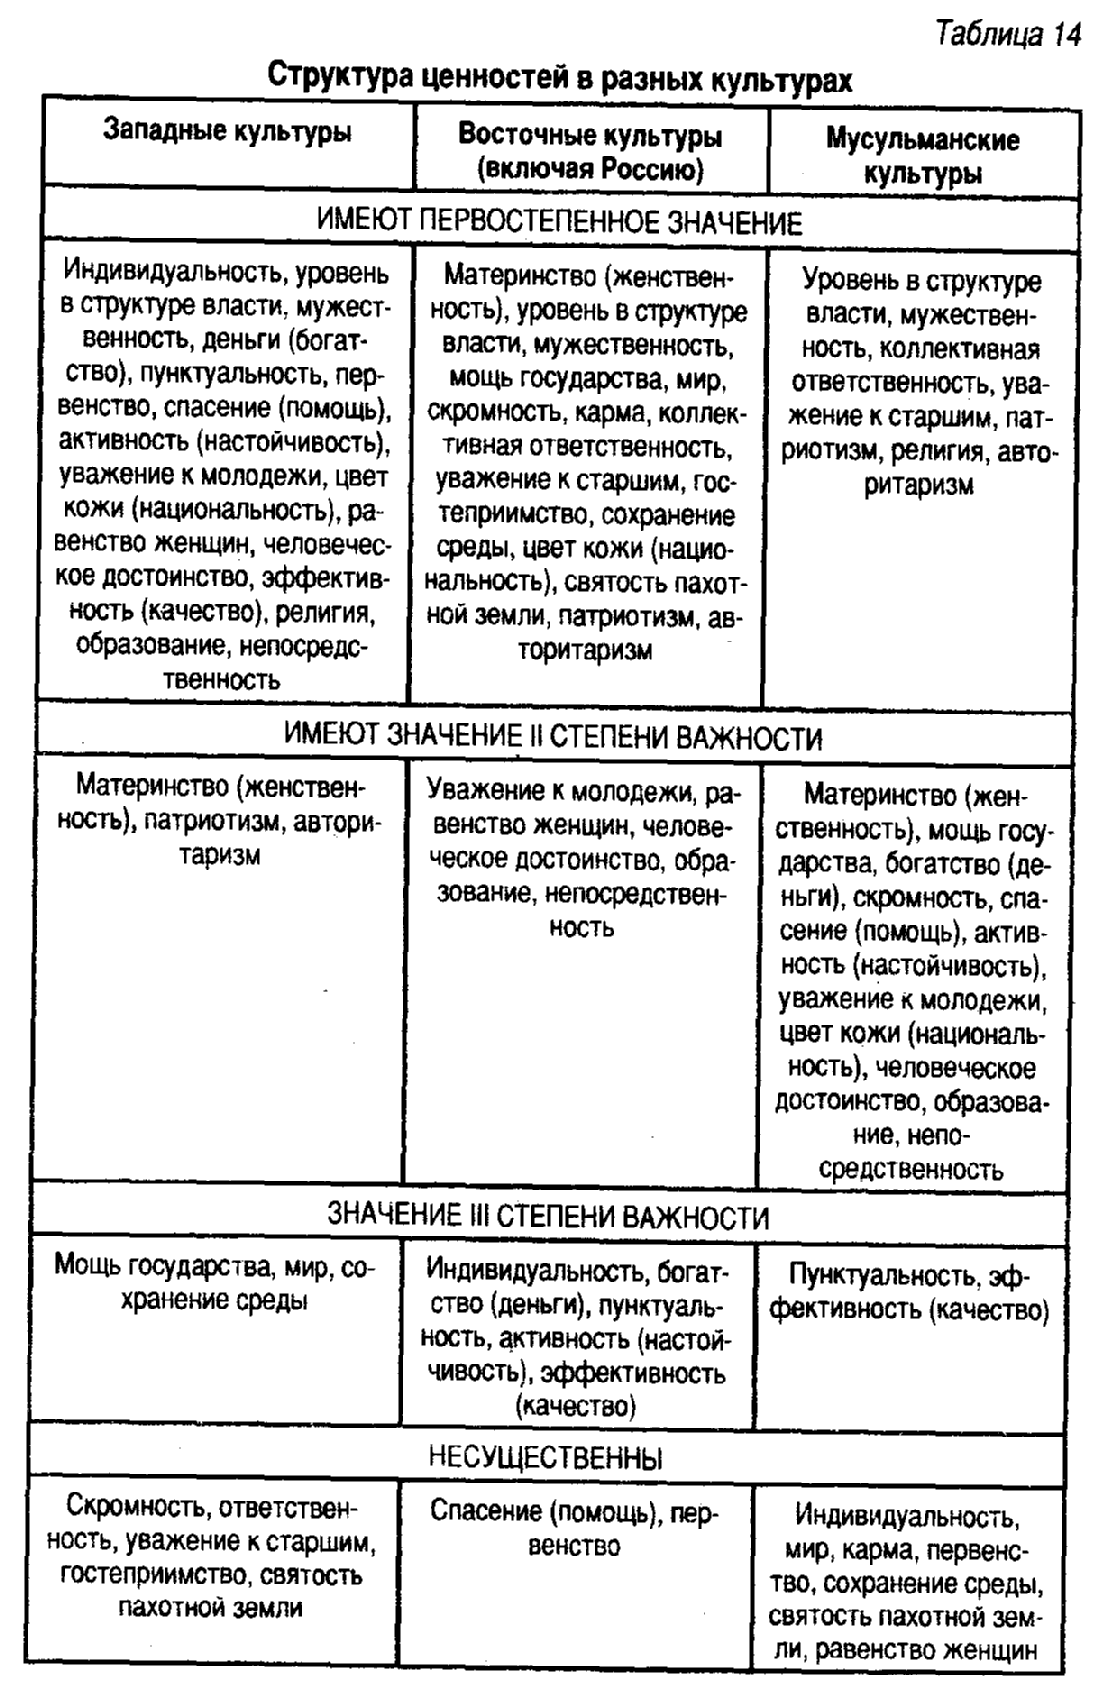 Таблица 14
Структура ценностей в разных культурах
Западные культуры
Восточные культуры
(включая Россию)
Мусульманские
культуры
ИМЕЮТ ПЕРВОСТЕПЕННОЕ ЗНАЧЕНИЕ
Индивидуальность, уровень
в структуре власти, мужест-
венность, деньги (богат-
ство), пунктуальность, пер-
венство, спасение (помощь),
активность (настойчивость),
уважение к молодежи, цвет
кожи (национальность), ра-
венство женщин, человечес-
кое достоинство, эффектив-
ность (качество), религия,
образование, непосредс-
твенность
Материнство (женствен-
ность), уровень в структуре
власти, мужественность,
мощь государства, мир,
скромность, карма, коллек-
тивная ответственность,
уважение к старшим, гос-
теприимство, сохранение
среды, цвет кожи (нацио-
нальность), святость пахот-
ной земли, патриотизм, ав-
торитаризм
Уровень в структуре
власти, мужествен-
ность, коллективная
ответственность, ува-
жение к старшим, пат-
риотизм, религия, авто-
ритаризм
ИМЕЮТ ЗНАЧЕНИЕ II СТЕПЕНИ ВАЖНОСТИ
Материнство (женствен-
ность), патриотизм, автори-
таризм
Уважение к молодежи, ра-
венство женщин, челове-
ческое достоинство, обра-
зование, непосредствен-
ность
Материнство (жен-
ственность), мощь госу-
дарства, богатство (де-
ньги), скромность, спа-
сение (помощь), актив-
ность (настойчивость),
уважение к молодежи,
цвет кожи (националь-
ность), человеческое
достоинство, образова-
ние, непо-
средственность
ЗНАЧЕНИЕ III СТЕПЕНИ ВАЖНОСТИ
Мощь государства, мир, со-
хранение среды
Индивидуальность, богат-
ство (деньги), пунктуаль-
ность, активность (настой-
чивость), эффективность
(качество)
Пунктуальность, эф-
фективность (качество)
НЕСУЩЕСТВЕННЫ
Скромность, ответствен-
ность, уважение к старшим,
гостеприимство, святость
пахотной земли
Спасение (помощь), пер-
венство
Индивидуальность,
мир, карма, первенс-
тво, сохранение среды,
святость пахотной зем-
ли, равенство женщин